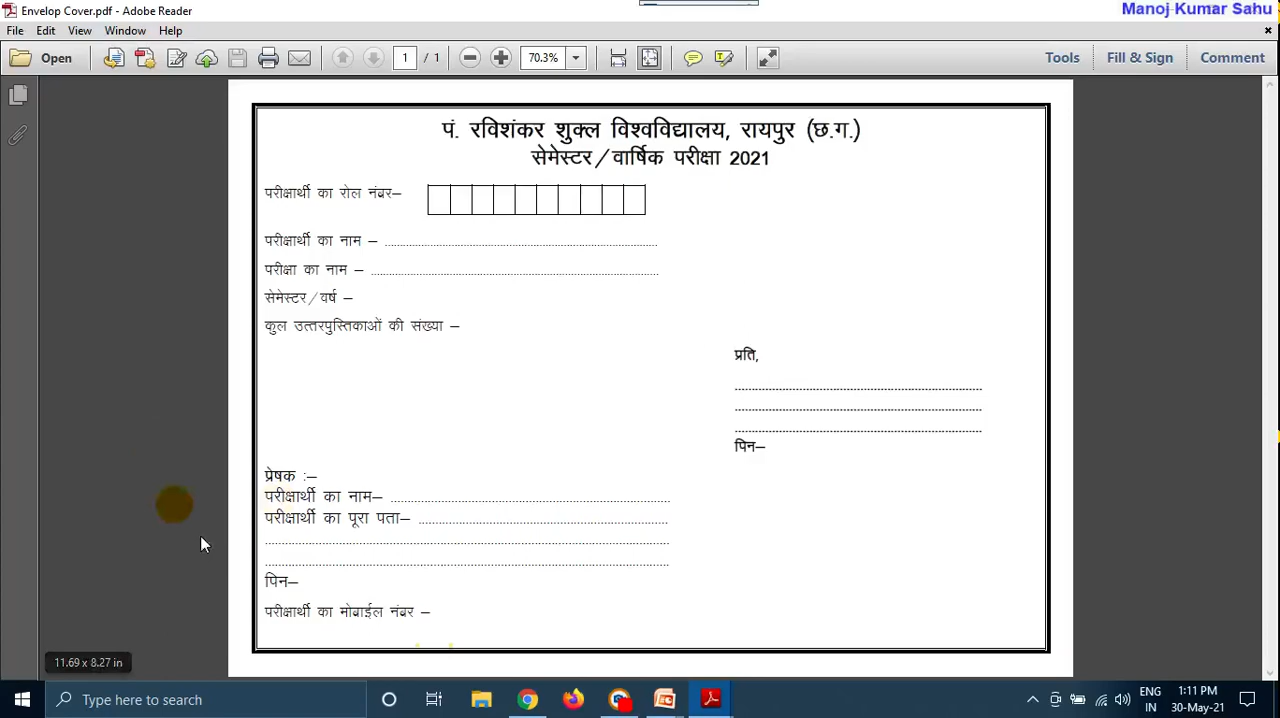 Envelop Cover.pdf - Adobe Reader
Manoj Kumar Sahu
File Edit View Window Help
Open 1 / 1 70.3% Tools Fill & Sign Comment
पं. रविशंकर शुक्ल विश्वविद्यालय, रायपुर (छ.ग.)
सेमेस्टर/वार्षिक परीक्षा 2021
परीक्षार्थी का रोल नंबर–
परीक्षार्थी का नाम –
परीक्षा का नाम –
सेमेस्टर/वर्ष –
कुल उत्तरपुस्तिकाओं की संख्या –
प्रति,
पिन–
प्रेषक :–
परीक्षार्थी का नाम–
परीक्षार्थी का पूरा पता–
पिन–
परीक्षार्थी का मोबाईल नंबर –
11.69 x 8.27 in
Type here to search
ENG
IN
1:11 PM
30-May-21